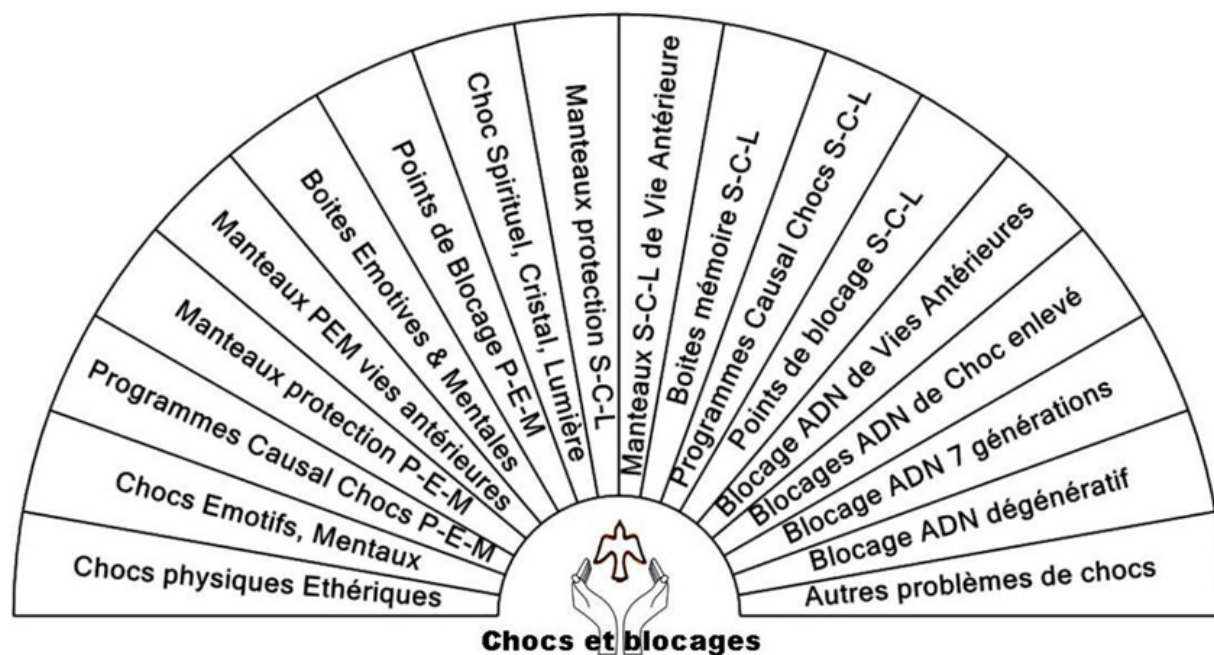 Chocs physiques Ethériques
Chocs Emotifs, Mentaux
Programmes Causal Chocs P-E-M
Manteaux protection P-E-M
Manteaux PEM vies antérieures
Boites Emotives & Mentales
Points de Blocage P-E-M
Choc Spirituel, Cristal, Lumière
Manteaux protection S-C-L
Manteaux S-C-L de Vie Antérieure
Boites mémoire S-C-L
Programmes Causal Chocs S-C-L
Points de blocage S-C-L
Blocage ADN de Vies Antérieures
Blocages ADN de Choc enlevé
Blocage ADN 7 générations
Blocage ADN dégénératif
Autres problèmes de chocs
Chocs et blocages